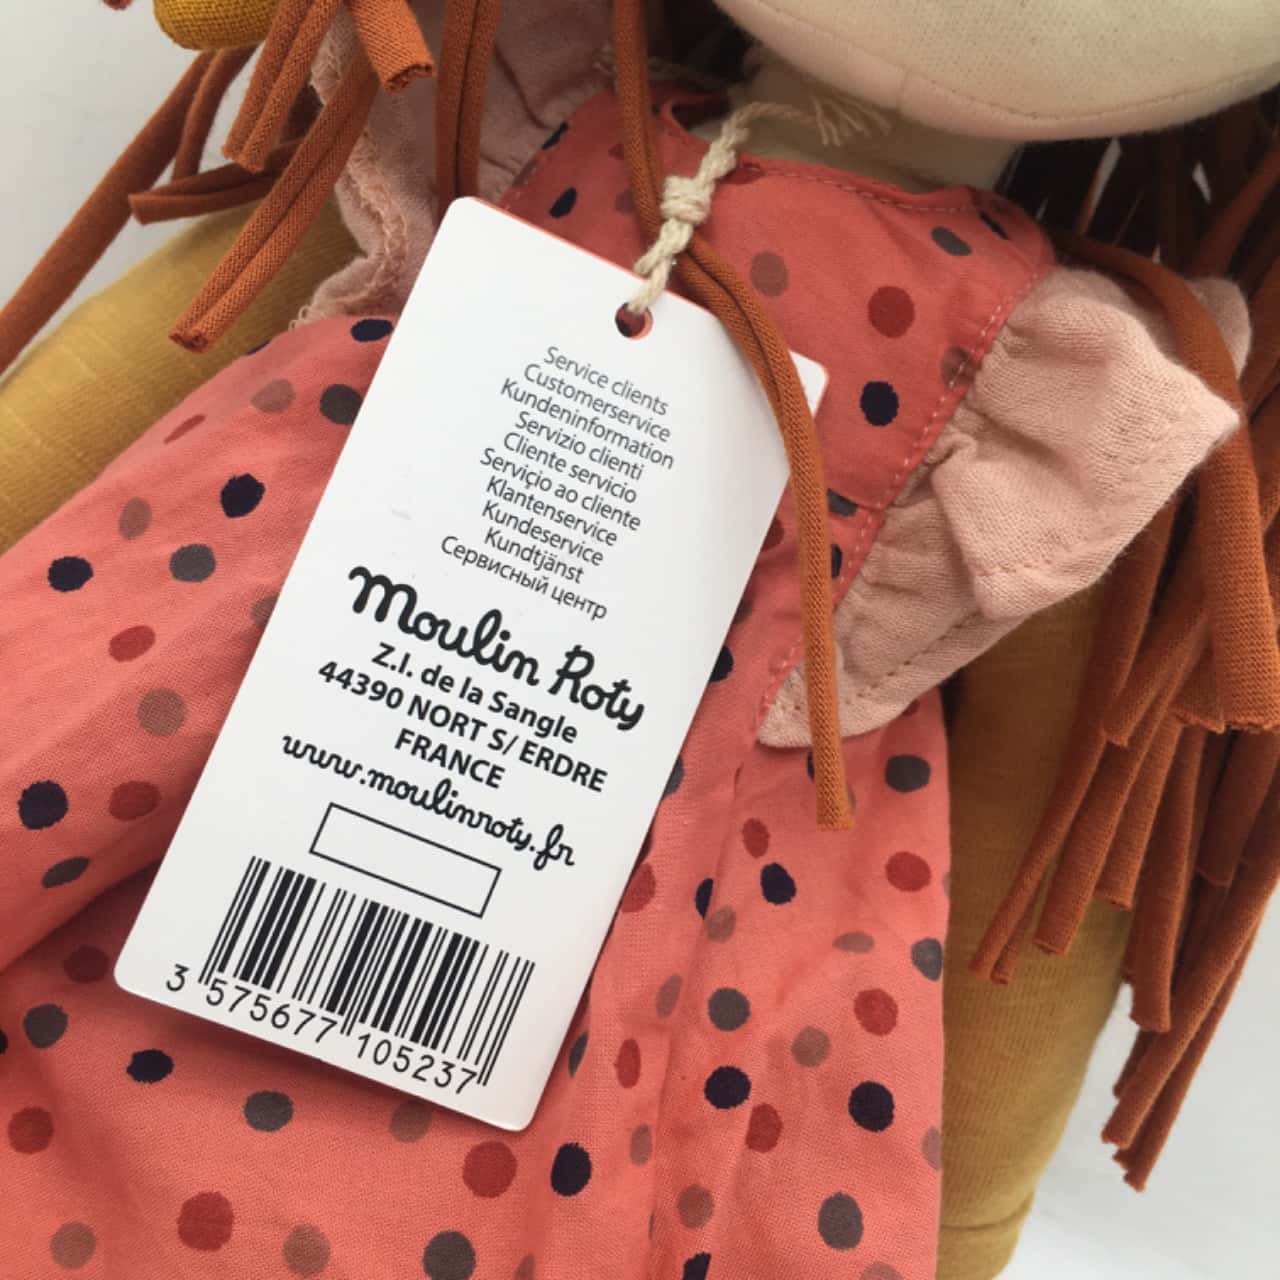 Service clients
Customerservice
Kundeninformation
Servizio clienti
Cliente servicio
Serviçio ao cliente
Klantenservice
Kundeservice
Kundtjänst
Сервисный центр
Moulin Roty
Z.I. de la Sangle
44390 NORT S/ ERDRE
FRANCE
www.moulinroty.fr
3 575677 105237